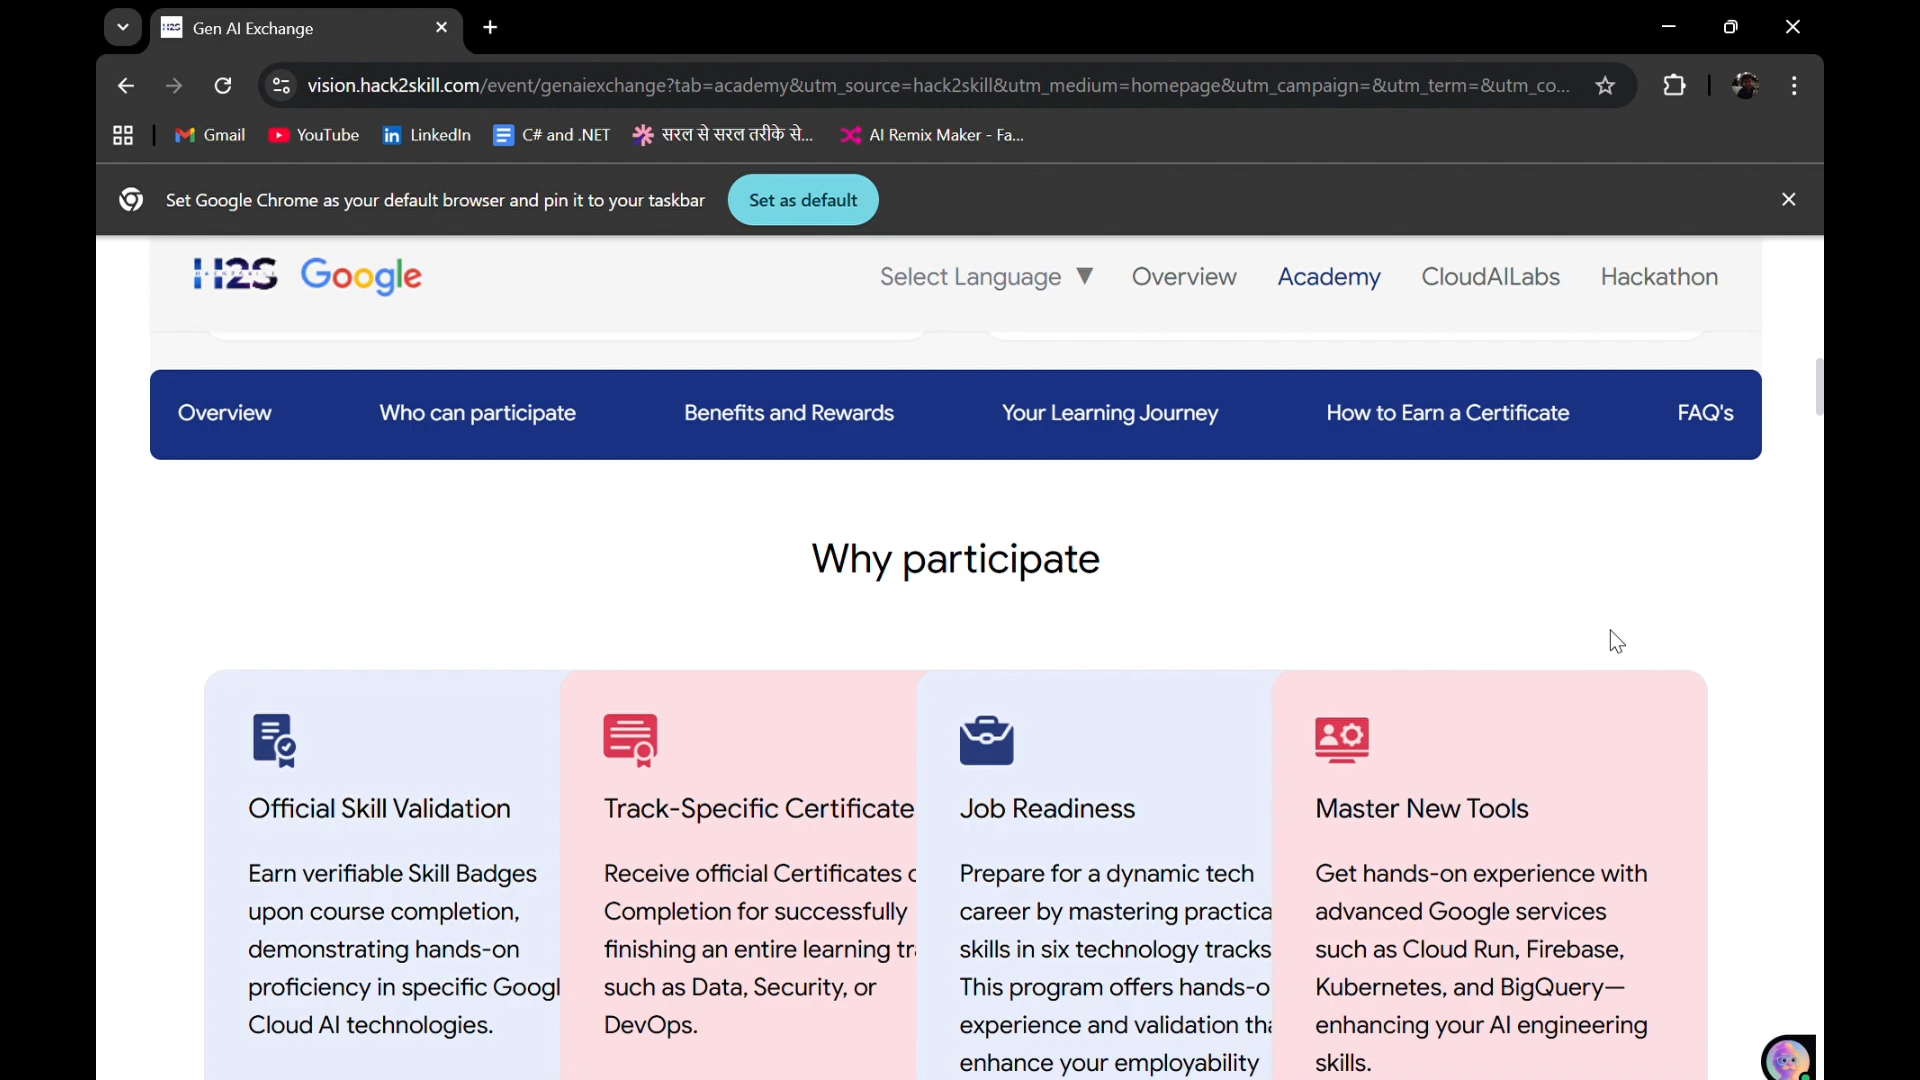 Gen AI Exchange
vision.hack2skill.com/event/genaiexchange?tab=academy&utm_source=hack2skill&utm_medium=homepage&utm_campaign=&utm_term=&utm_co...
Gmail YouTube LinkedIn C# and .NET सरल से सरल तरीके से... AI Remix Maker - Fa...
Set Google Chrome as your default browser and pin it to your taskbar Set as default
H2S Google Select Language ▼ Overview Academy CloudAILabs Hackathon
Overview Who can participate Benefits and Rewards Your Learning Journey How to Earn a Certificate FAQ's
Why participate
Official Skill Validation
Earn verifiable Skill Badges
upon course completion,
demonstrating hands-on
proficiency in specific Googl
Cloud AI technologies.
Track-Specific Certificate
Receive official Certificates
Completion for successfully
finishing an entire learning tr
such as Data, Security, or
DevOps.
Job Readiness
Prepare for a dynamic tech
career by mastering practica
skills in six technology tracks
This program offers hands-o
experience and validation tha
enhance your employability
Master New Tools
Get hands-on experience with
advanced Google services
such as Cloud Run, Firebase,
Kubernetes, and BigQuery—
enhancing your AI engineering
skills.